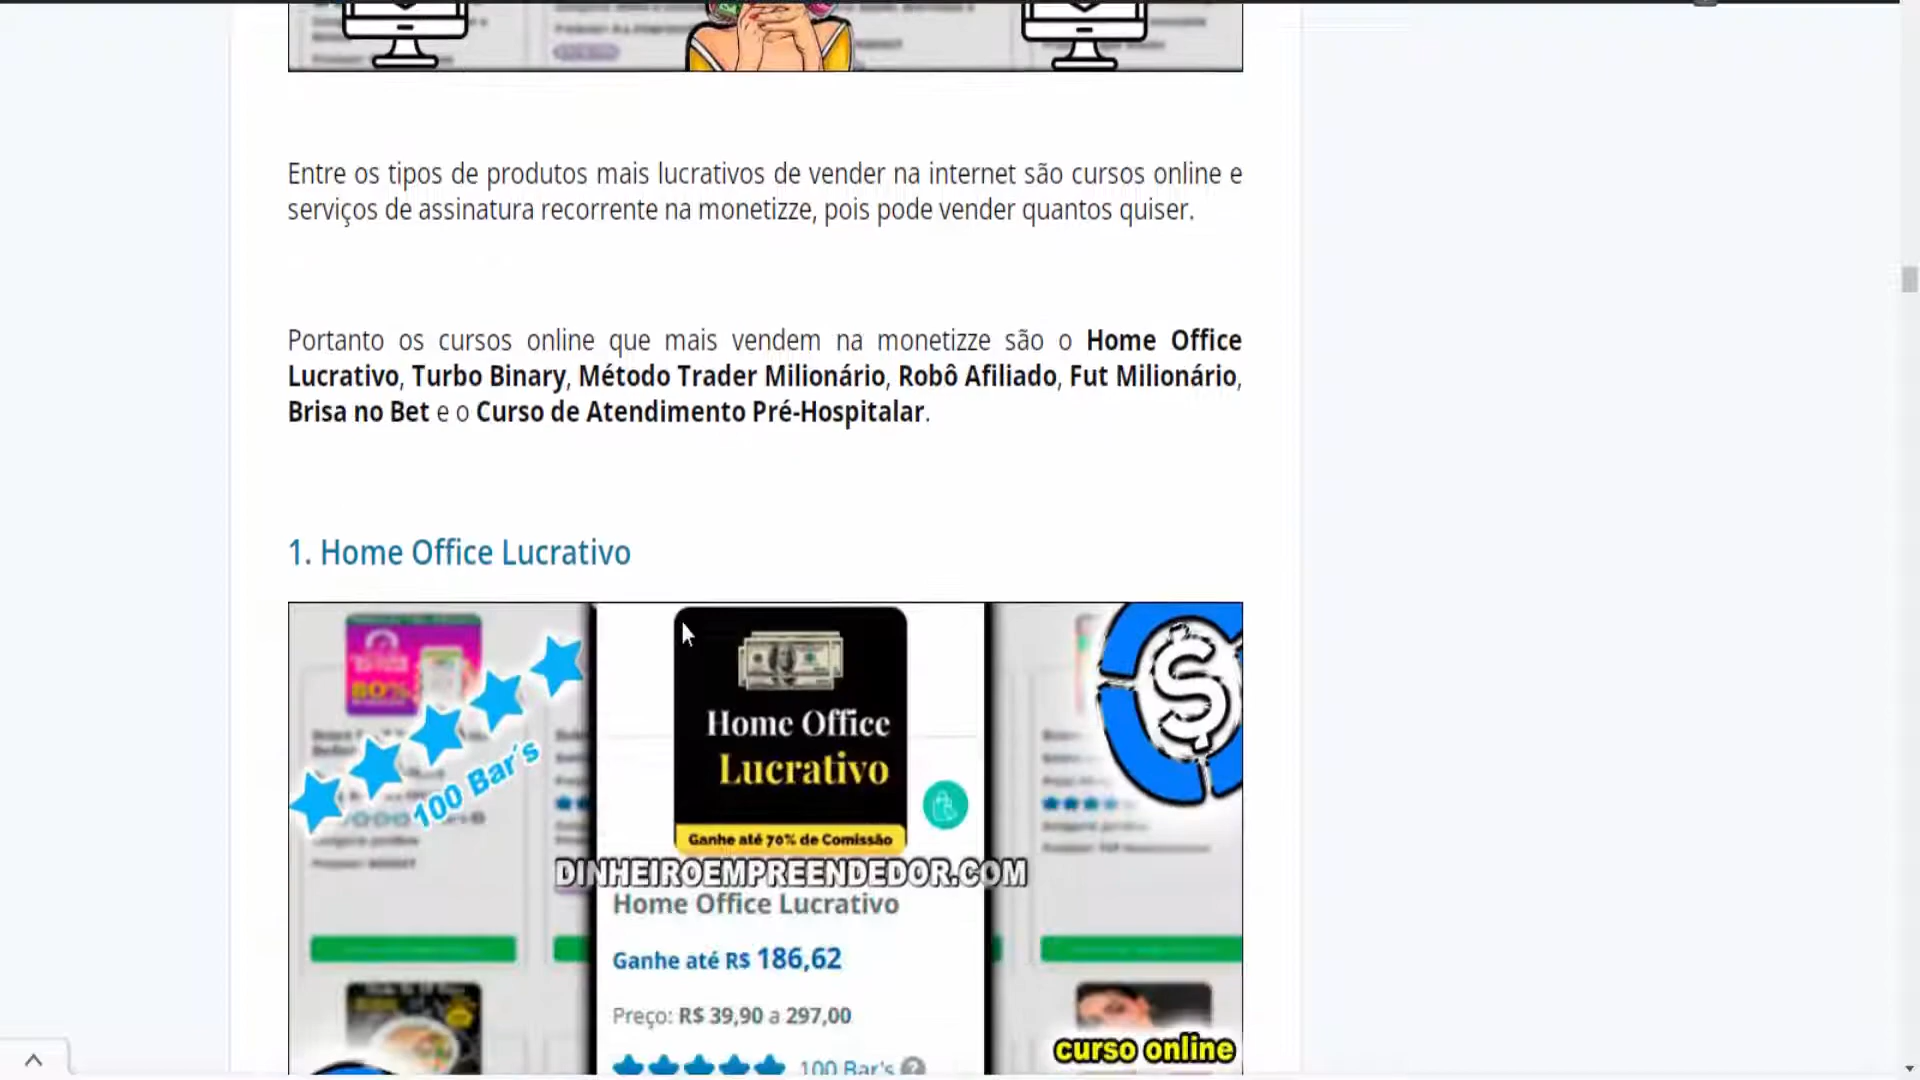 Entre os tipos de produtos mais lucrativos de vender na internet são cursos online e
serviços de assinatura recorrente na monetizze, pois pode vender quantos quiser.
Portanto os cursos online que mais vendem na monetizze são o Home Office
Lucrativo, Turbo Binary, Método Trader Milionário, Robô Afiliado, Fut Milionário,
Brisa no Bet e o Curso de Atendimento Pré-Hospitalar.
1. Home Office Lucrativo
80%
100 Bar's
Home Office
Lucrativo
Ganhe até 70% de Comissão
DINHEIROEMPREENDEDOR.COM
Home Office Lucrativo
Ganhe até R$ 186,62
Preço: R$ 39,90 a 297,00
100 Bar's ?
curso online